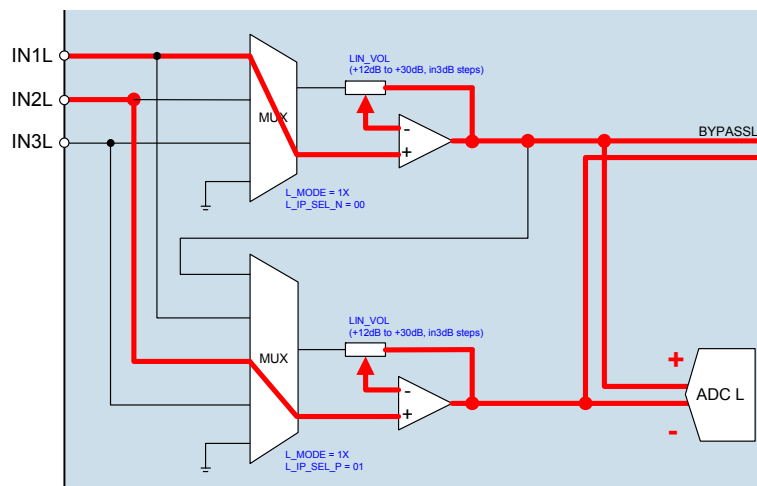 IN1L
LIN_VOL
(+12dB to +30dB, in3dB steps)
IN2L
MUX
-
+
BYPASSL
IN3L
L_MODE = 1X
L_IP_SEL_N = 00
LIN_VOL
(+12dB to +30dB, in3dB steps)
MUX
-
+
+
ADC L
-
L_MODE = 1X
L_IP_SEL_P = 01